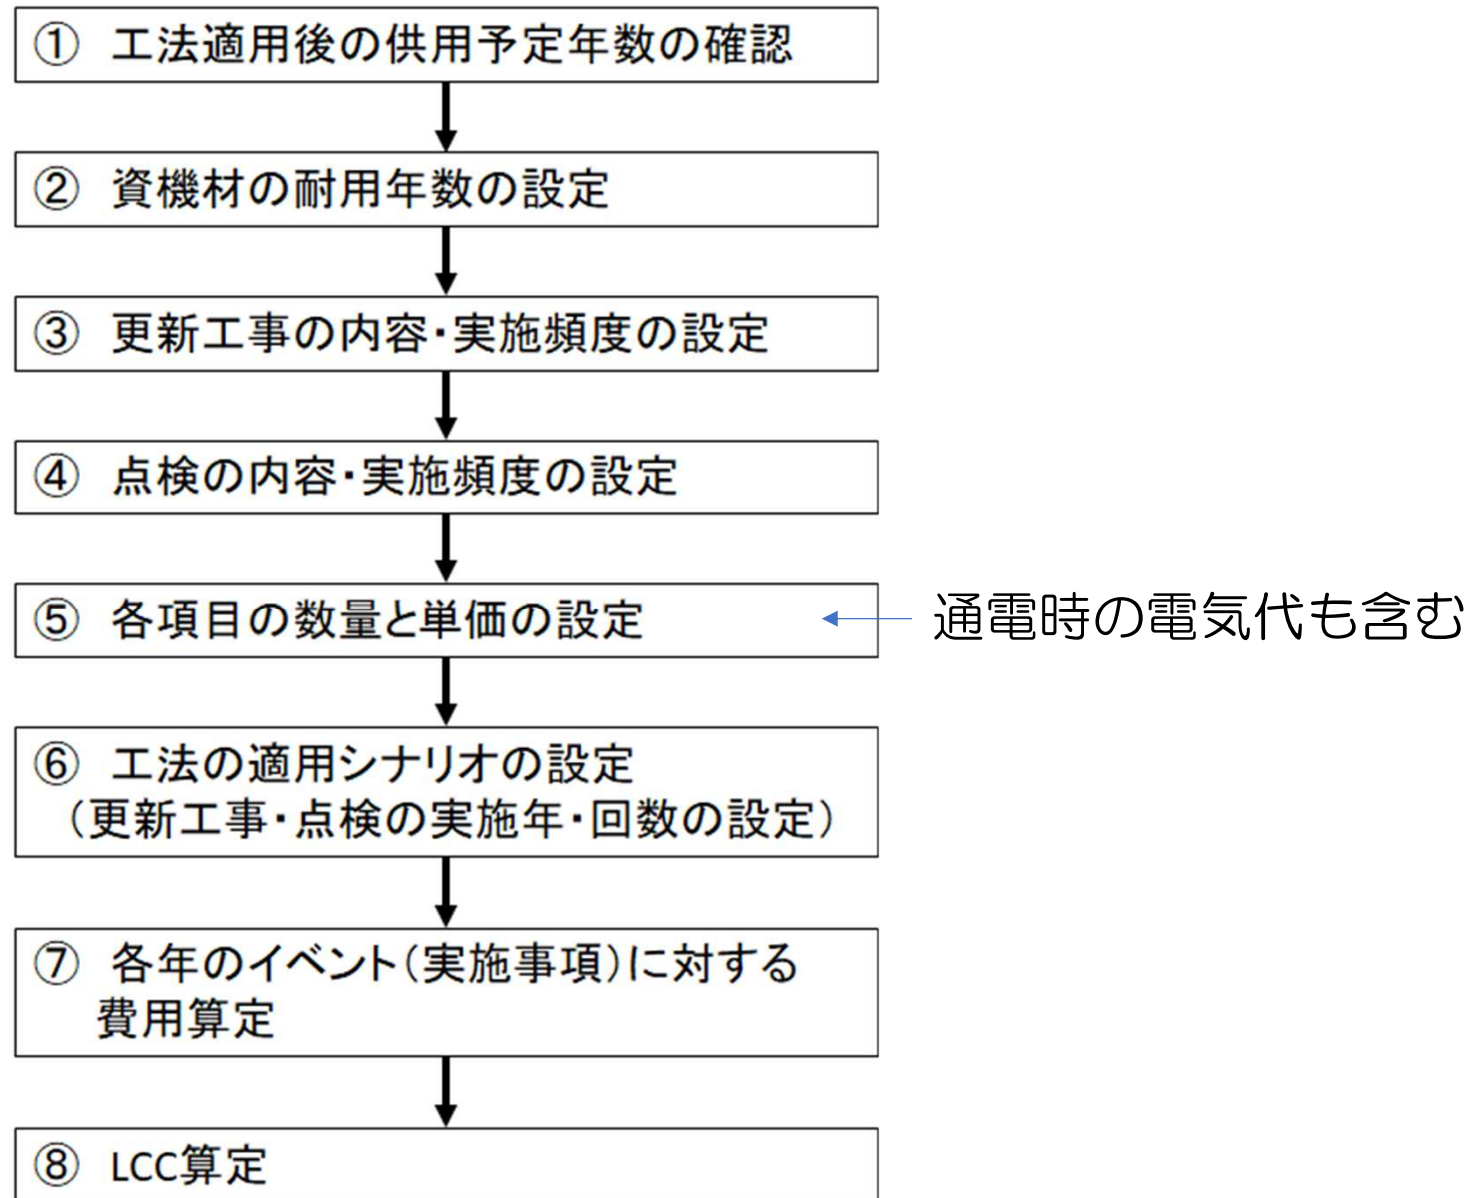 ① 工法適用後の供用予定年数の確認
② 資機材の耐用年数の設定
③ 更新工事の内容・実施頻度の設定
④ 点検の内容・実施頻度の設定
⑤ 各項目の数量と単価の設定
通電時の電気代も含む
⑥ 工法の適用シナリオの設定
（更新工事・点検の実施年・回数の設定）
⑦ 各年のイベント（実施事項）に対する
費用算定
⑧ LCC算定